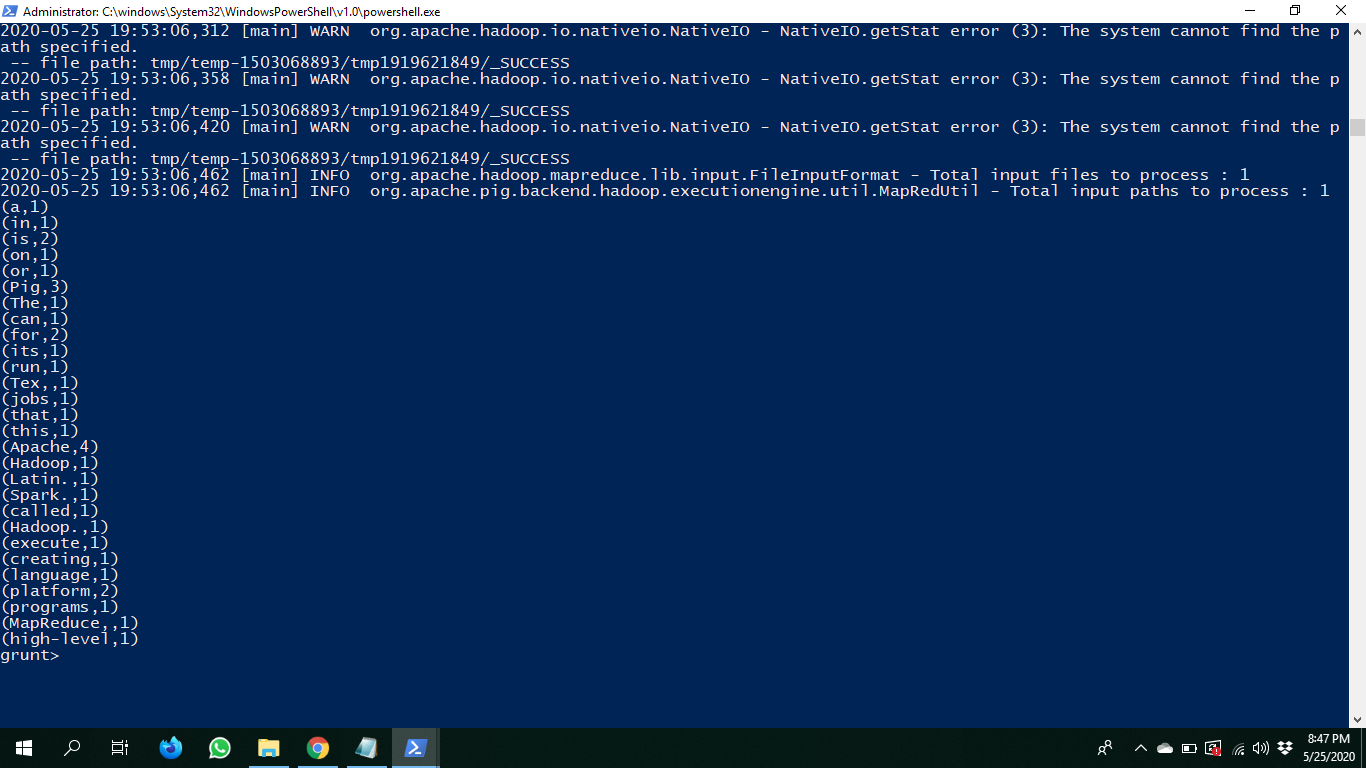 Administrator: C:\windows\System32\WindowsPowerShell\v1.0\powershell.exe
2020-05-25 19:53:06,312 [main] WARN  org.apache.hadoop.io.nativeio.NativeIO - NativeIO.getStat error (3): The system cannot find the p
ath specified.
 -- file path: tmp/temp-1503068893/tmp1919621849/_SUCCESS
2020-05-25 19:53:06,358 [main] WARN  org.apache.hadoop.io.nativeio.NativeIO - NativeIO.getStat error (3): The system cannot find the p
ath specified.
 -- file path: tmp/temp-1503068893/tmp1919621849/_SUCCESS
2020-05-25 19:53:06,420 [main] WARN  org.apache.hadoop.io.nativeio.NativeIO - NativeIO.getStat error (3): The system cannot find the p
ath specified.
 -- file path: tmp/temp-1503068893/tmp1919621849/_SUCCESS
2020-05-25 19:53:06,462 [main] INFO  org.apache.hadoop.mapreduce.lib.input.FileInputFormat - Total input files to process : 1
2020-05-25 19:53:06,462 [main] INFO  org.apache.pig.backend.hadoop.executionengine.util.MapRedUtil - Total input paths to process : 1
(a,1)
(in,1)
(is,2)
(on,1)
(or,1)
(Pig,3)
(The,1)
(can,1)
(for,2)
(its,1)
(run,1)
(Tex,,1)
(jobs,1)
(that,1)
(this,1)
(Apache,4)
(Hadoop,1)
(Latin.,1)
(Spark.,1)
(called,1)
(Hadoop.,1)
(execute,1)
(creating,1)
(language,1)
(platform,2)
(programs,1)
(MapReduce,,1)
(high-level,1)
grunt>
8:47 PM
5/25/2020